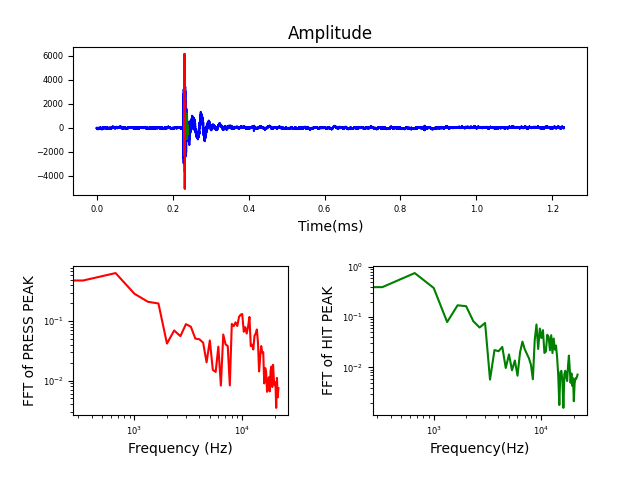 Amplitude
6000
4000
2000
0
−2000
−4000
0.0 0.2 0.4 0.6 0.8 1.0 1.2
Time(ms)
FFT of PRESS PEAK
10⁻¹
10⁻²
10³ 10⁴
Frequency (Hz)
FFT of HIT PEAK
10⁰
10⁻¹
10⁻²
10³ 10⁴
Frequency(Hz)